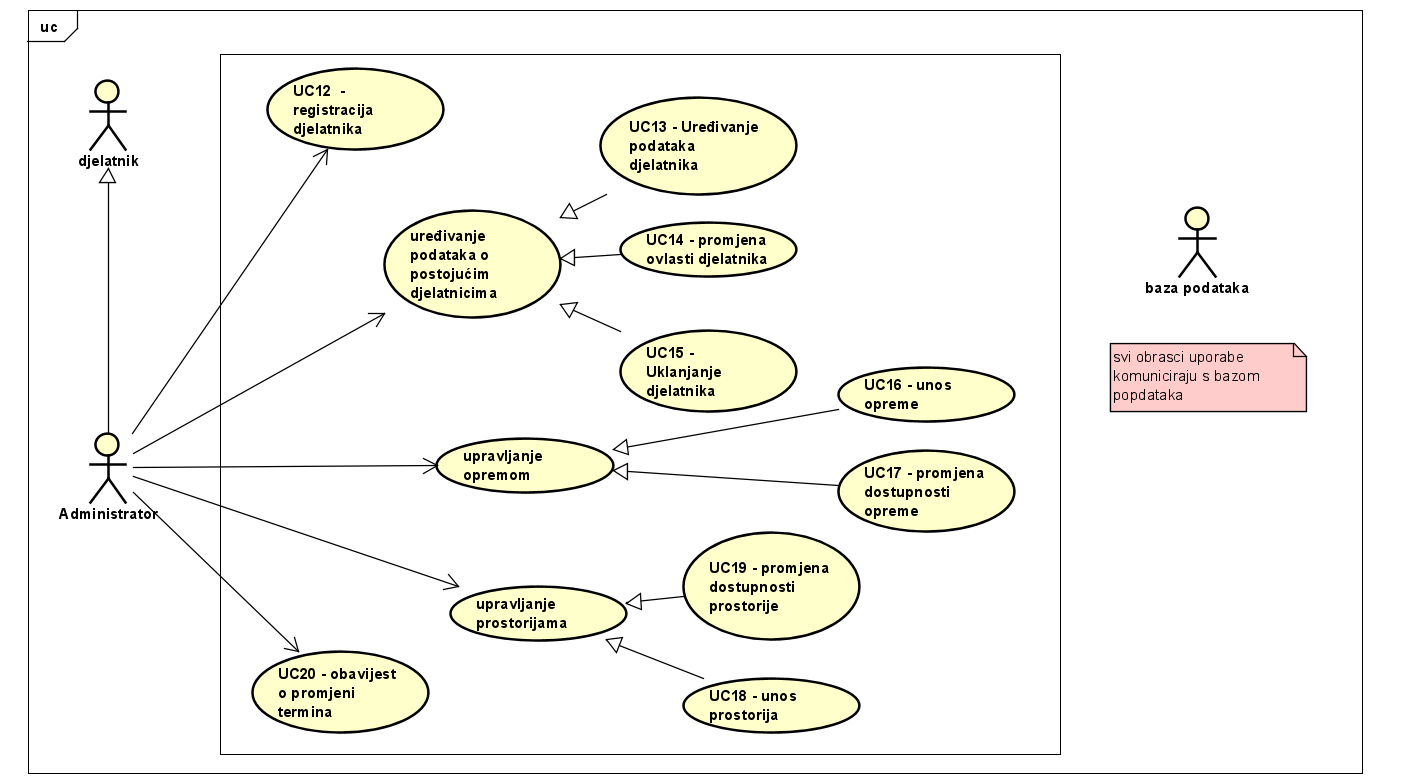 uc
djelatnik
UC12 -
registracija
djelatnika
UC13 - Uređivanje
podataka
djelatnika
uređivanje
podataka o
postojućim
djelatnicima
UC14 - promjena
ovlasti djelatnika
baza podataka
UC15 -
Uklanjanje
djelatnika
svi obrasci uporabe
komuniciraju s bazom
popdataka
UC16 - unos
opreme
Administrator
upravljanje
opremom
UC17 - promjena
dostupnosti
opreme
UC19 - promjena
dostupnosti
prostorije
upravljanje
prostorijama
UC20 - obavijest
o promjeni
termina
UC18 - unos
prostorija